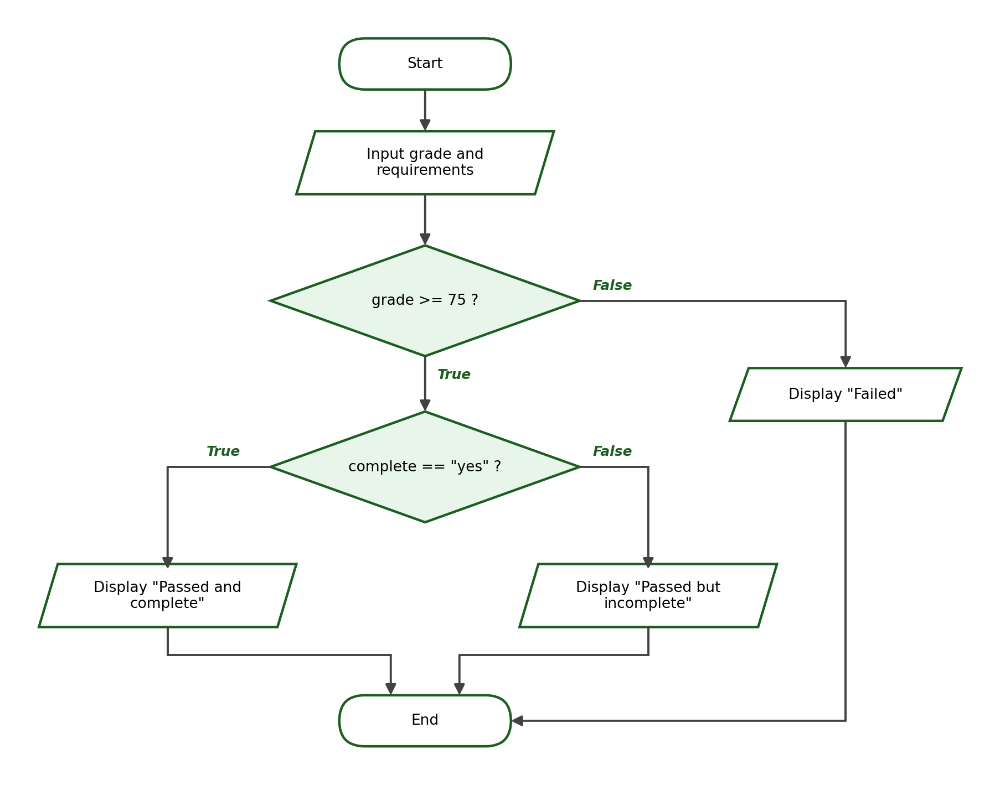 Start
Input grade and
requirements
grade >= 75 ?
False
True
Display "Failed"
complete == "yes" ?
True
False
Display "Passed and
complete"
Display "Passed but
incomplete"
End